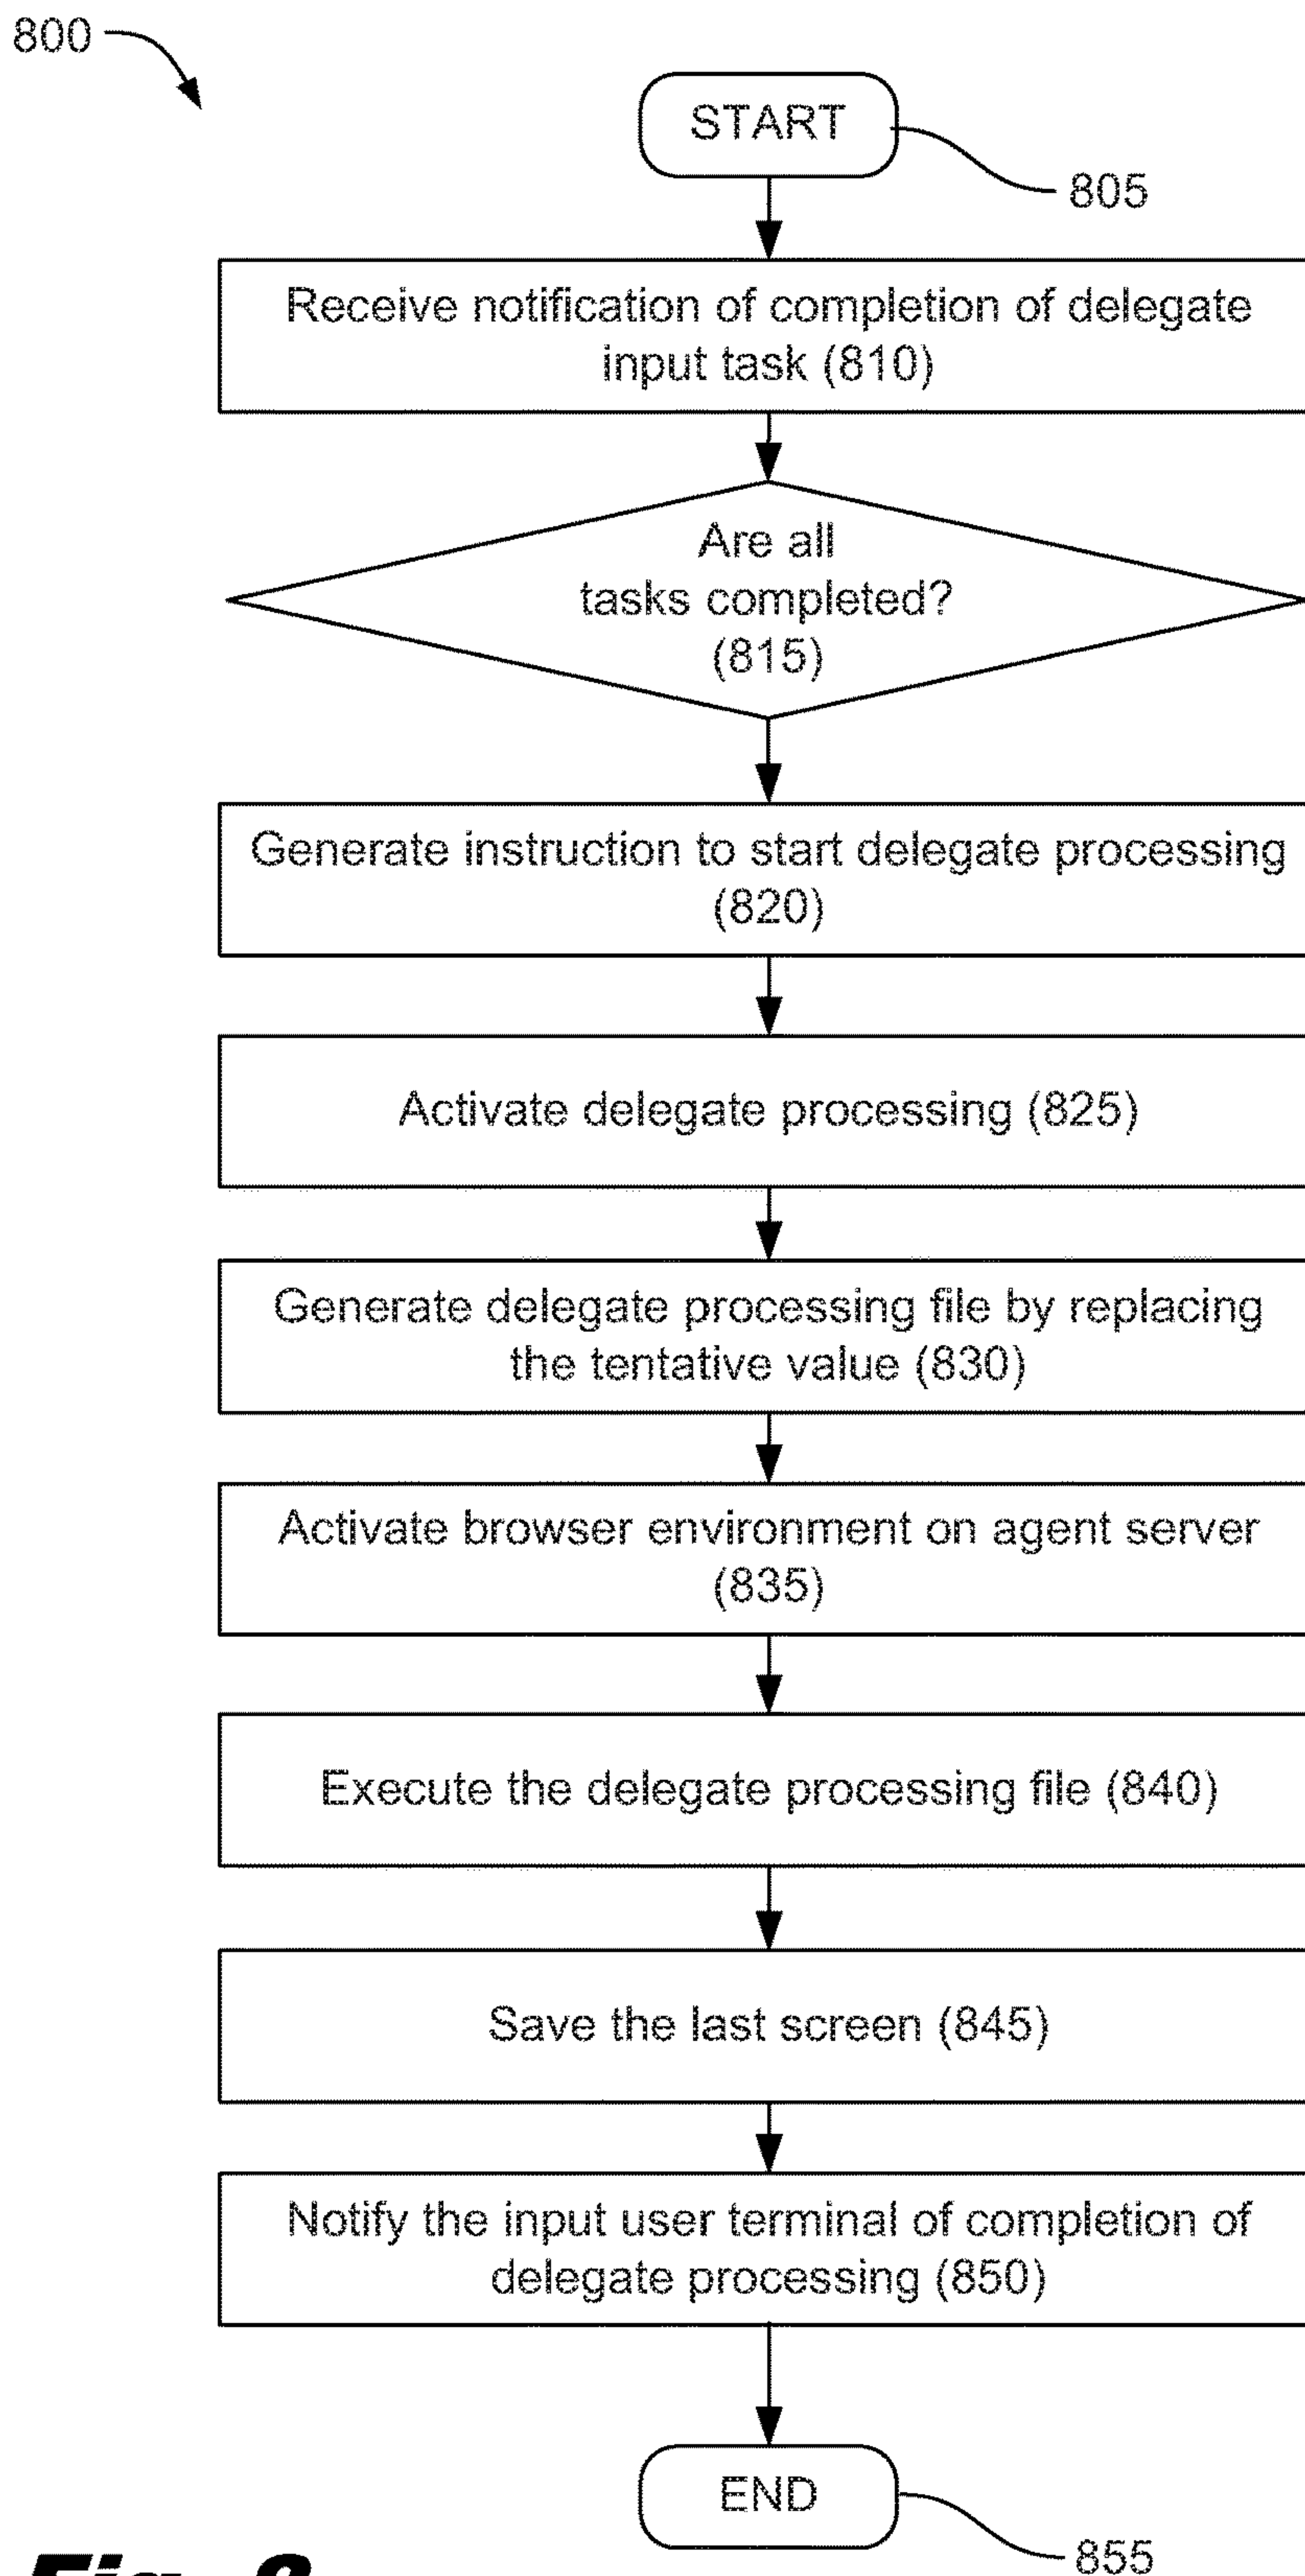 800
START
805
Receive notification of completion of delegate
input task (810)
Are all
tasks completed?
(815)
Generate instruction to start delegate processing
(820)
Activate delegate processing (825)
Generate delegate processing file by replacing
the tentative value (830)
Activate browser environment on agent server
(835)
Execute the delegate processing file (840)
Save the last screen (845)
Notify the input user terminal of completion of
delegate processing (850)
END
855